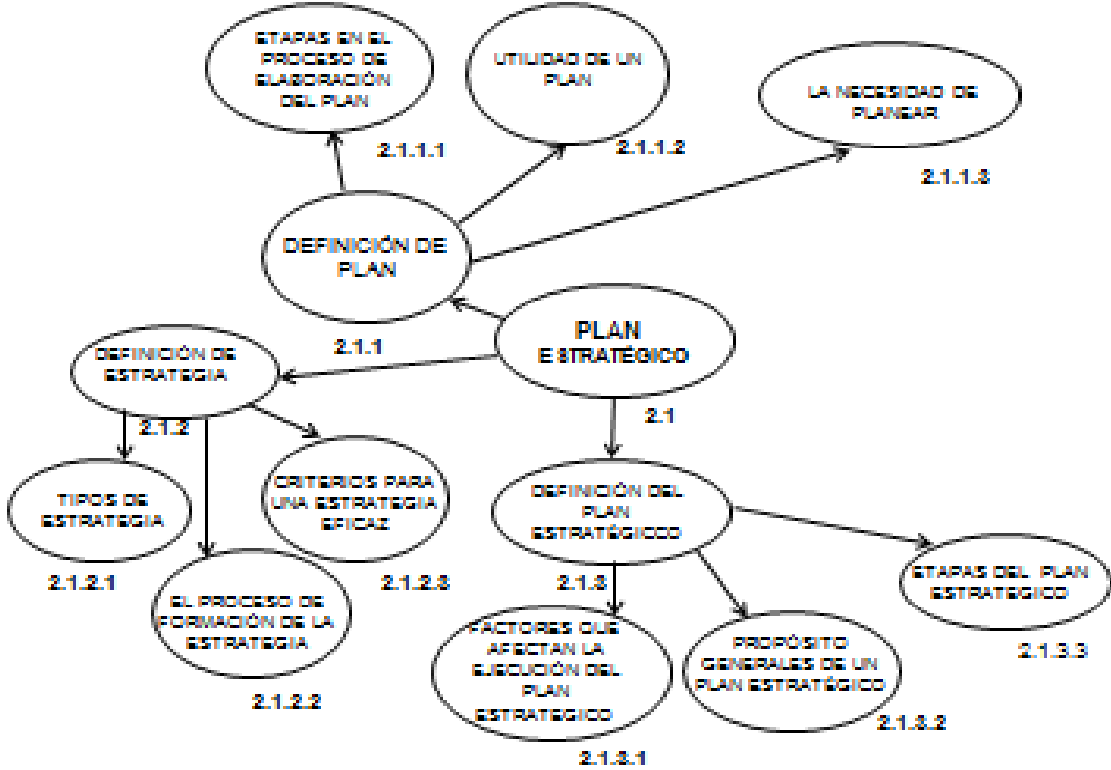 ETAPAS EN EL
PROCESO DE
ELABORACIÓN
DEL PLAN
2.1.1.1
UTILIDAD DE UN
PLAN
2.1.1.2
LA NECESIDAD DE
PLANEAR
2.1.1.3
DEFINICIÓN DE
PLAN
2.1.1
PLAN
ESTRATÉGICO
2.1
DEFINICIÓN DE
ESTRATEGIA
2.1.2
TIPOS DE
ESTRATEGIA
2.1.2.1
EL PROCESO DE
FORMACIÓN DE LA
ESTRATEGIA
2.1.2.2
CRITERIOS PARA
UNA ESTRATEGIA
EFICAZ
2.1.2.3
DEFINICIÓN DEL
PLAN
ESTRATÉGICCO
2.1.3
FACTORES QUE
AFECTAN LA
EJECUCIÓN DEL
PLAN
ESTRATEGICO
2.1.3.1
PROPÓSITO
GENERALES DE UN
PLAN ESTRATÉGICO
2.1.3.2
ETAPAS DEL PLAN
ESTRATEGICO
2.1.3.3